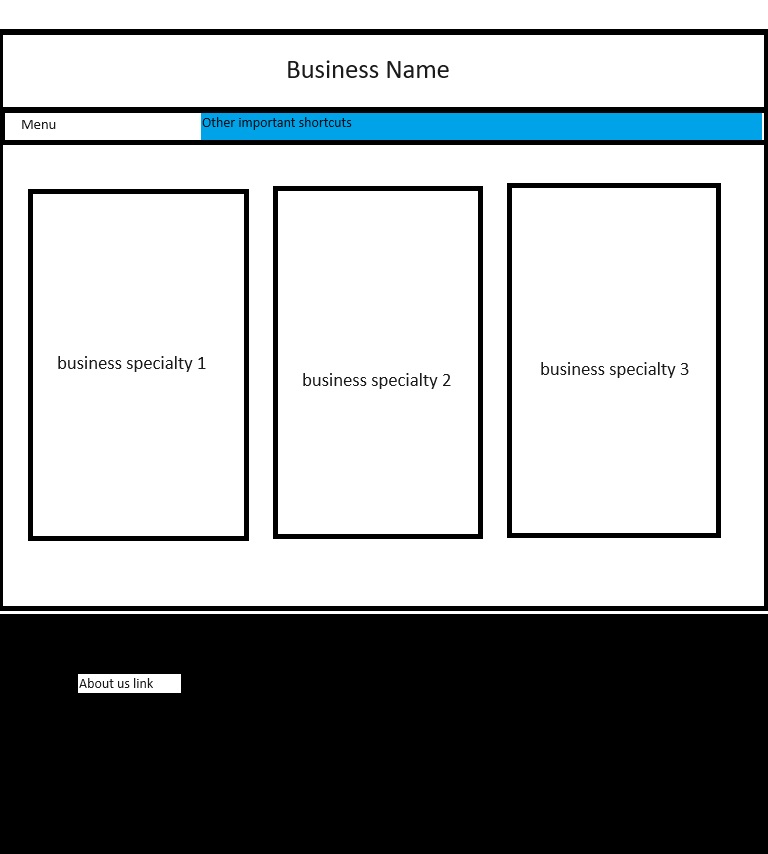 Business Name
Menu
Other important shortcuts
business specialty 1
business specialty 2
business specialty 3
About us link